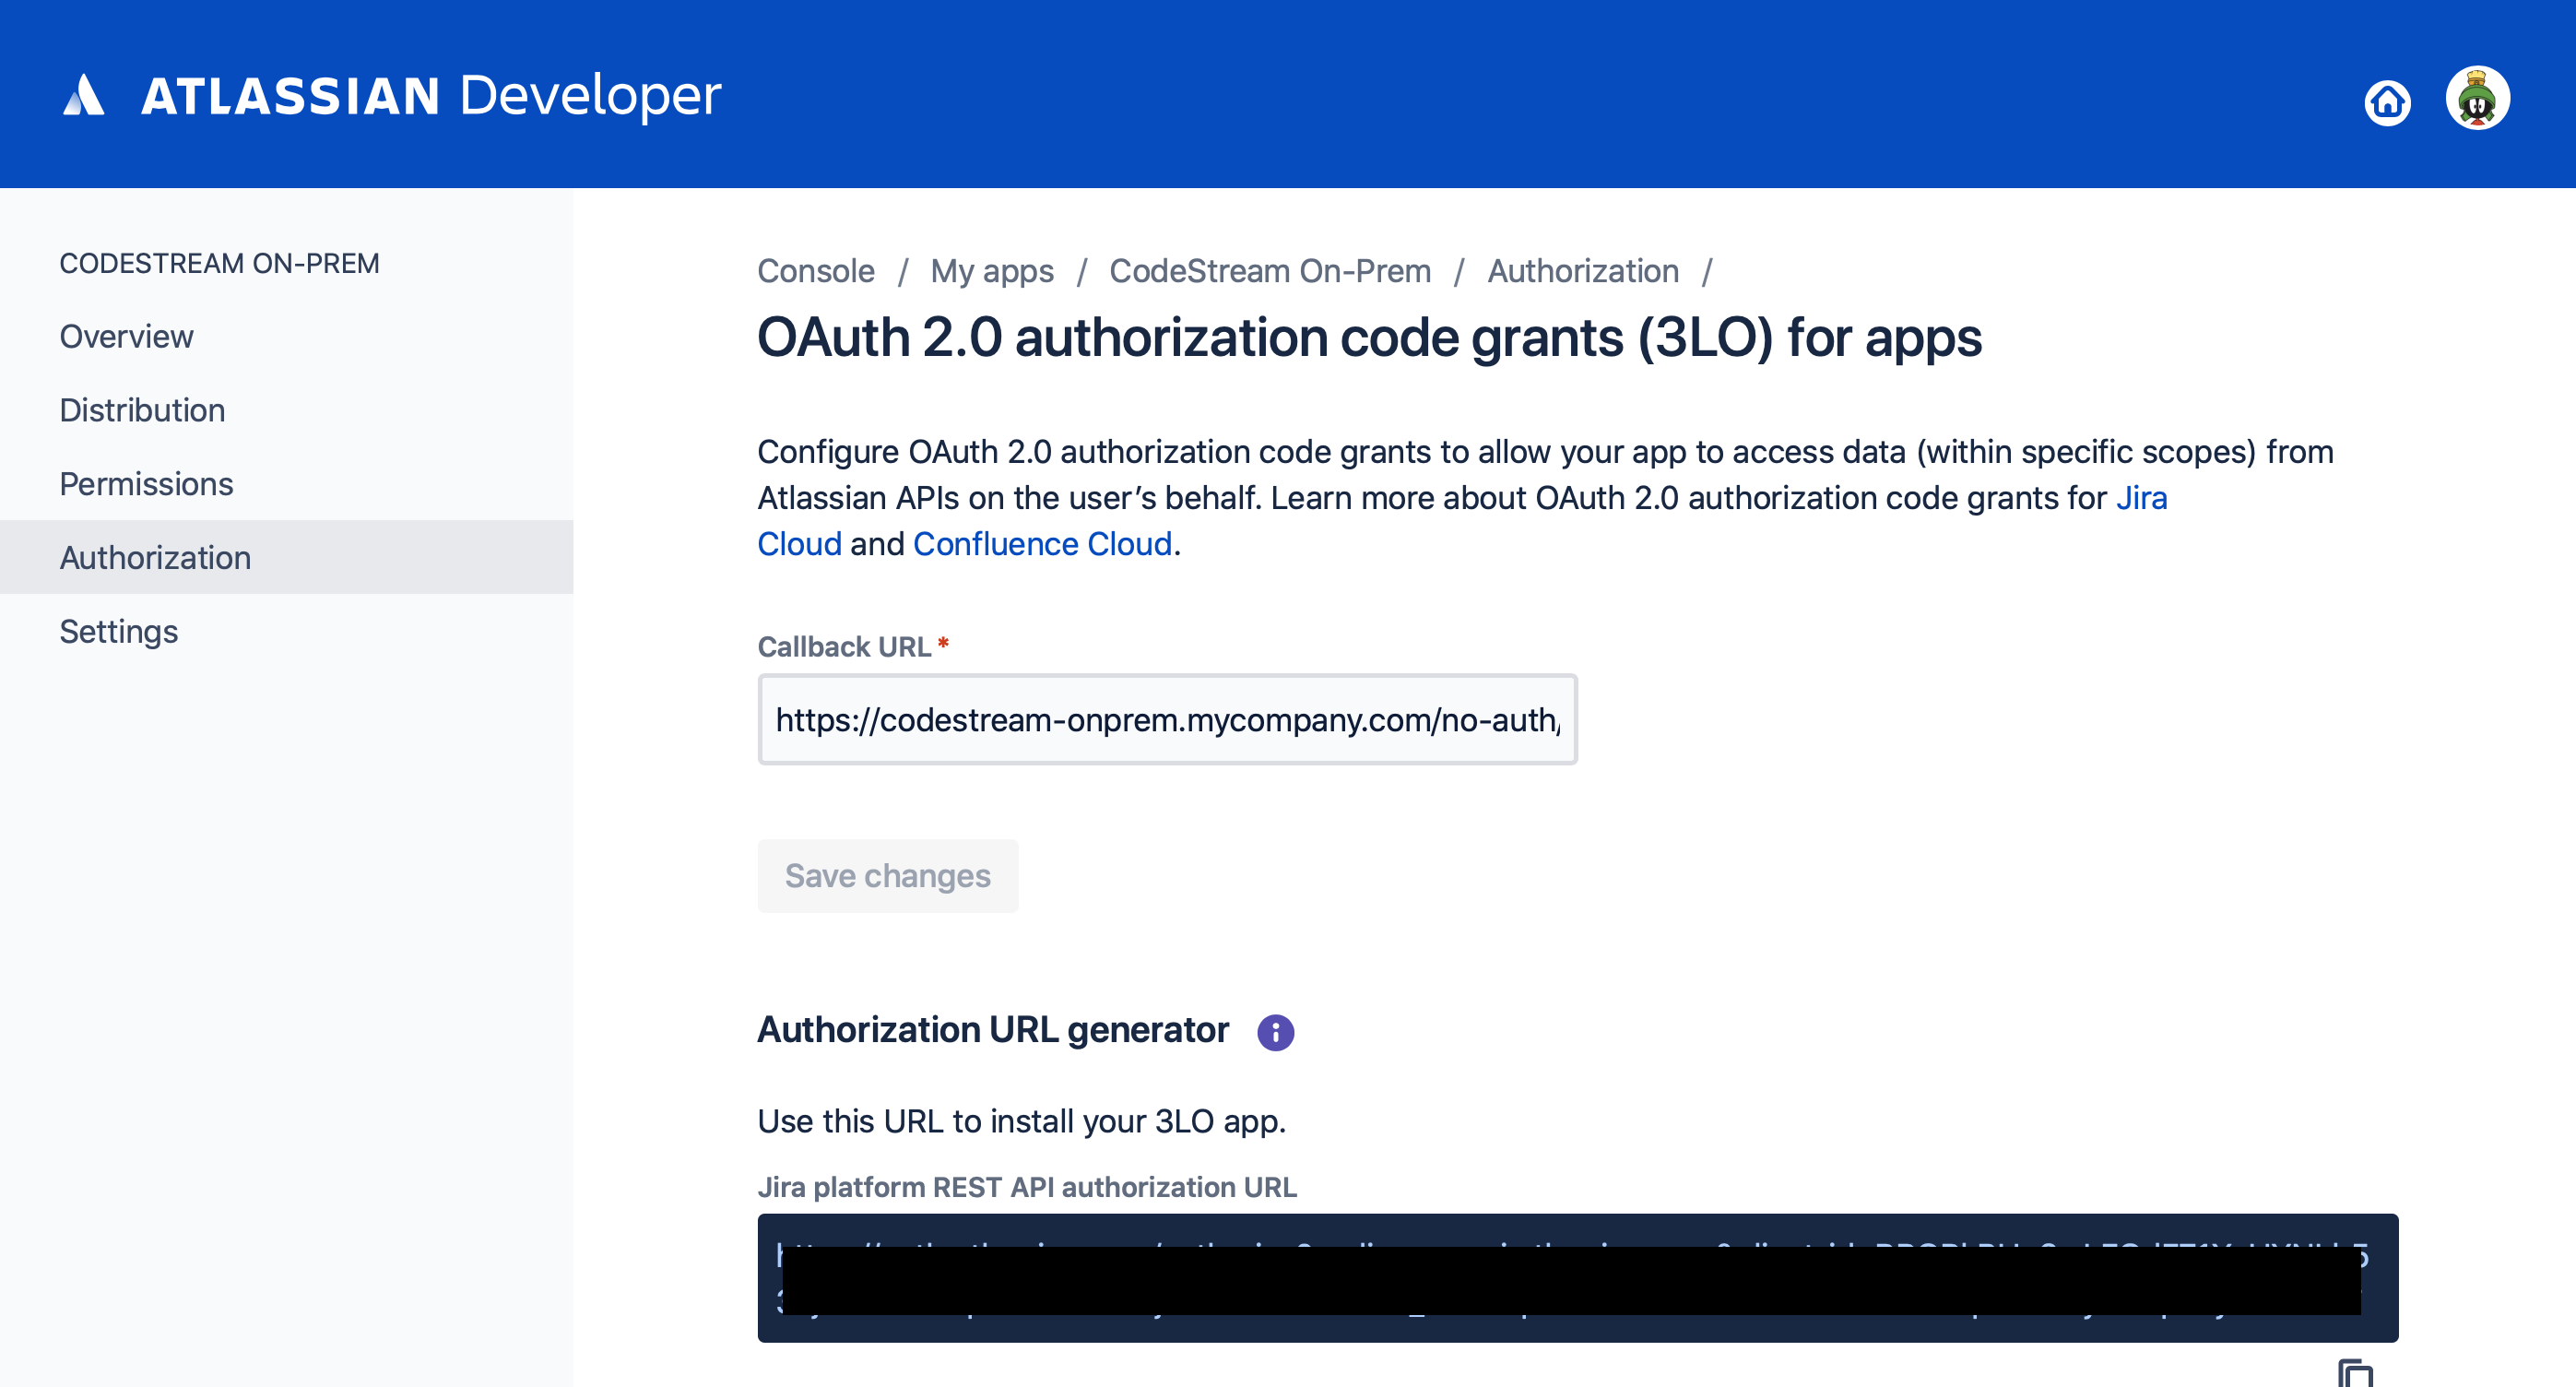 ATLASSIAN Developer
CODESTREAM ON-PREM
Overview
Distribution
Permissions
Authorization
Settings
Console / My apps / CodeStream On-Prem / Authorization /
OAuth 2.0 authorization code grants (3LO) for apps
Configure OAuth 2.0 authorization code grants to allow your app to access data (within specific scopes) from
Atlassian APIs on the user’s behalf. Learn more about OAuth 2.0 authorization code grants for Jira
Cloud and Confluence Cloud.
Callback URL *
https://codestream-onprem.mycompany.com/no-auth/
Save changes
Authorization URL generator
Use this URL to install your 3LO app.
Jira platform REST API authorization URL